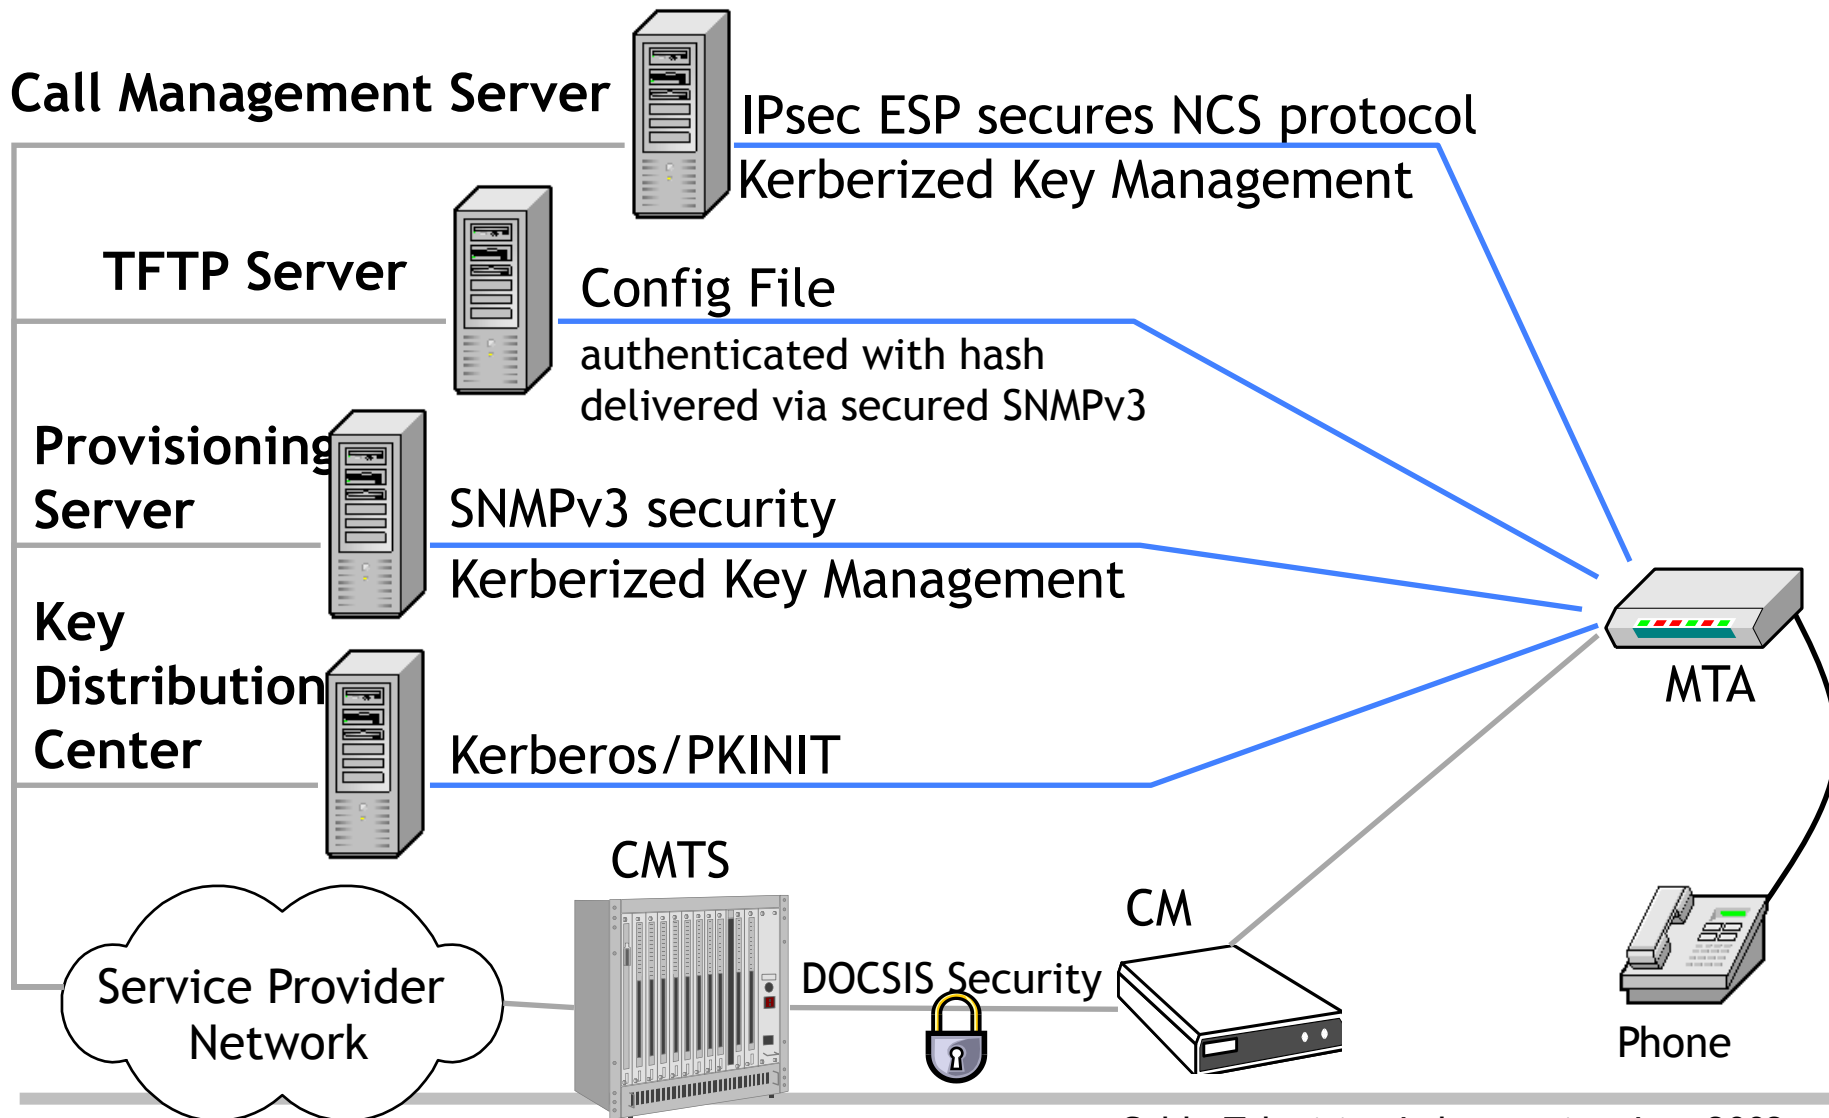 Call Management Server
IPsec ESP secures NCS protocol
Kerberized Key Management
TFTP Server
Config File
authenticated with hash
delivered via secured SNMPv3
Provisioning
Server
SNMPv3 security
Kerberized Key Management
Key
Distribution
Center
Kerberos/PKINIT
MTA
CMTS
CM
DOCSIS Security
Service Provider
Network
Phone